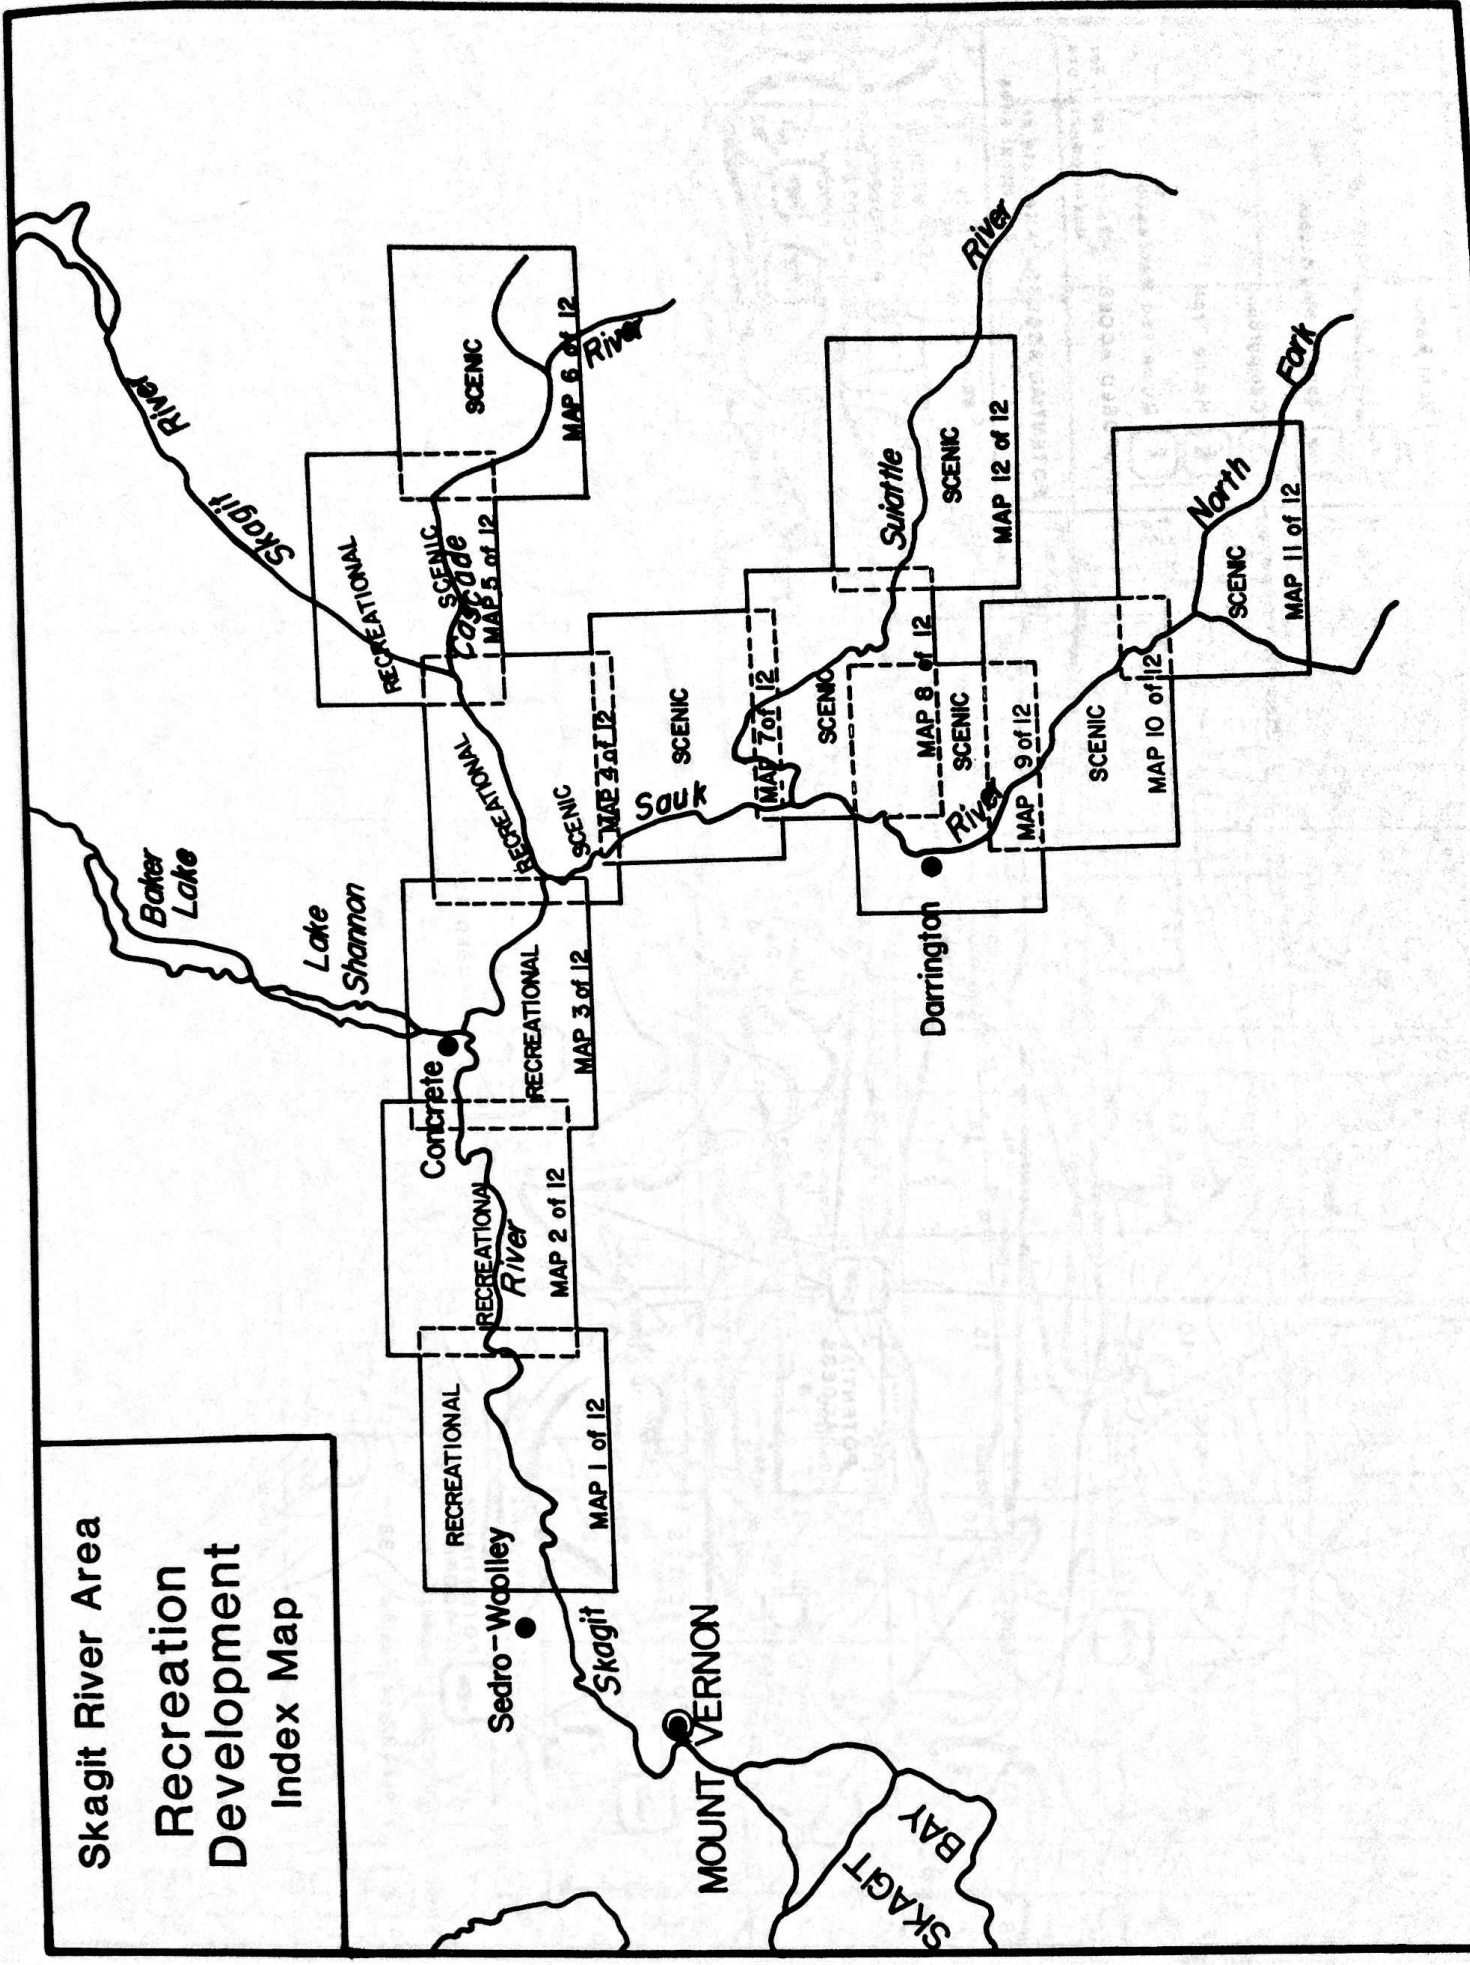 Skagit River Area
Recreation
Development
Index Map
Baker
Lake
Lake
Shannon
Skagit
River
RECREATIONAL
SCENIC
Cascade
MAP 5 of 12
SCENIC
MAP 6 of 12
River
Concrete
RECREATIONAL
MAP 3 of 12
RECREATIONAL
RECREATIONAL
SCENIC
MAP 4 of 12
RECREATIONAL
River
MAP 2 of 12
RECREATIONAL
MAP 1 of 12
Sedro-Woolley
Skagit
MOUNT VERNON
SKAGIT
BAY
Sauk
SCENIC
MAP 7 of 12
SCENIC
MAP 8 of 12
Suiattle
River
SCENIC
MAP 12 of 12
Darrington
River
SCENIC
MAP 9 of 12
SCENIC
MAP 10 of 12
North
Fork
SCENIC
MAP 11 of 12